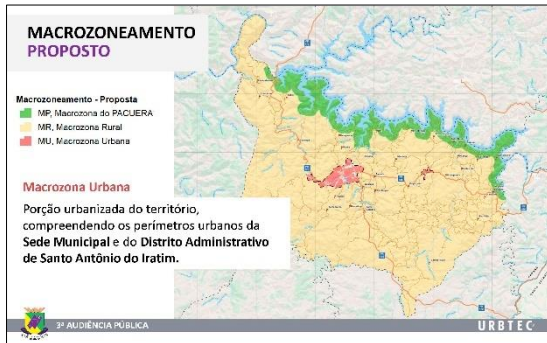 MACROZONEAMENTO
PROPOSTO
Macrozoneamento - Proposta
MP, Macrozona do PACUERA
MR, Macrozona Rural
MU, Macrozona Urbana
Macrozona Urbana
Porção urbanizada do território,
compreendendo os perímetros urbanos da
Sede Municipal e do Distrito Administrativo
de Santo Antônio do Iratim.
3ª AUDIÊNCIA PÚBLICA
URBTEC